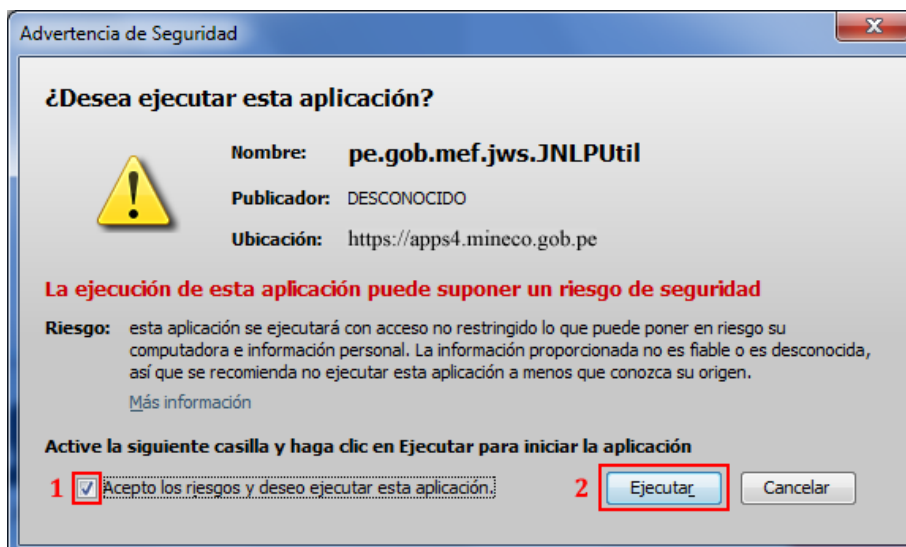 Advertencia de Seguridad
X
¿Desea ejecutar esta aplicación?
Nombre: pe.gob.mef.jws.JNLPUtil
Publicador: DESCONOCIDO
Ubicación: https://apps4.mineco.gob.pe
La ejecución de esta aplicación puede suponer un riesgo de seguridad
Riesgo: esta aplicación se ejecutará con acceso no restringido lo que puede poner en riesgo su
computadora e información personal. La información proporcionada no es fiable o es desconocida,
así que se recomienda no ejecutar esta aplicación a menos que conozca su origen.
Más información
Active la siguiente casilla y haga clic en Ejecutar para iniciar la aplicación
1 Acepto los riesgos y deseo ejecutar esta aplicación. 2 Ejecutar Cancelar